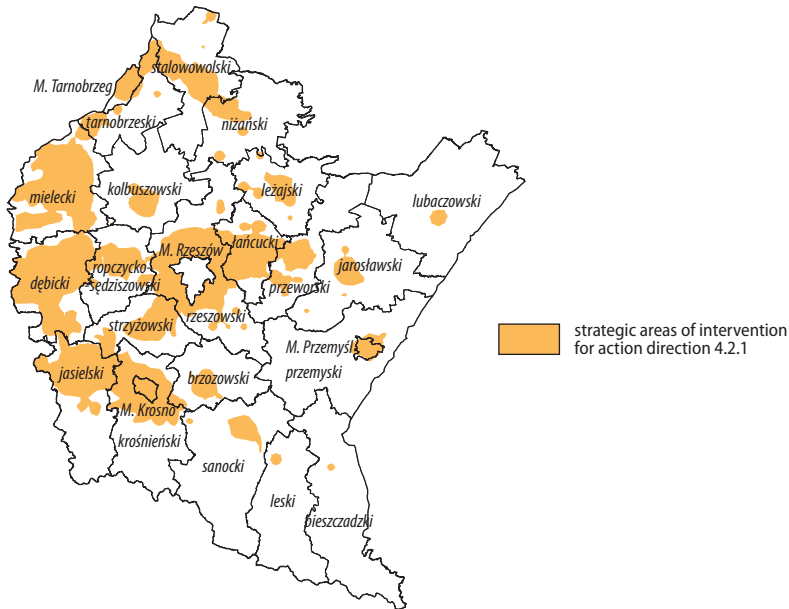 stalowowolski
M. Tarnobrzeg
tarnobrzeski
niżański
mielecki
kolbuszowski
leżajski
lubaczowski
M. Rzeszów
łańcucki
dębicki
ropczycko-
sędziszowski
jarosławski
przeworski
strzyżowski
rzeszowski
strategic areas of intervention
for action direction 4.2.1
M. Przemyśl
przemyski
jasielski
brzozowski
M. Krosno
krośnieński
sanocki
leski
bieszczadzki